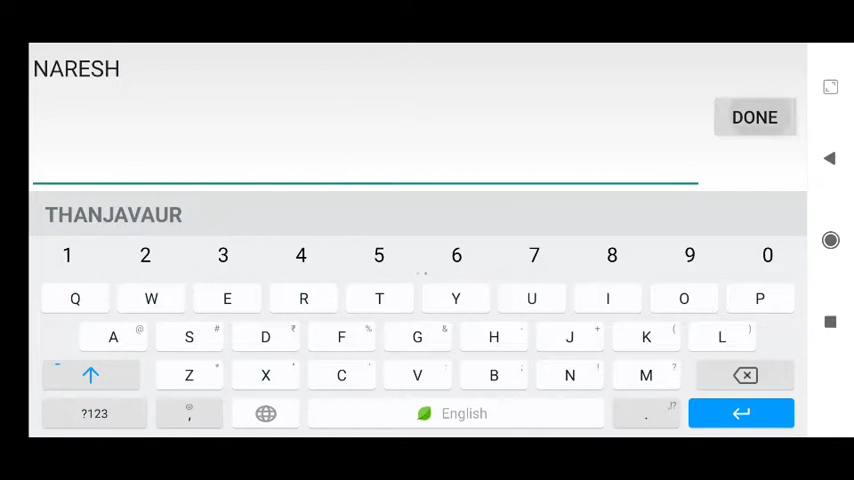 NARESH
DONE
THANJAVAUR
1 2 3 4 5 6 7 8 9 0
Q W E R T Y U I O P
A @ S # D ₹ F % G & H - J + K ( L )
Z * X " C ' V : B ; N ! M ?
?123 @ , English . ,!?